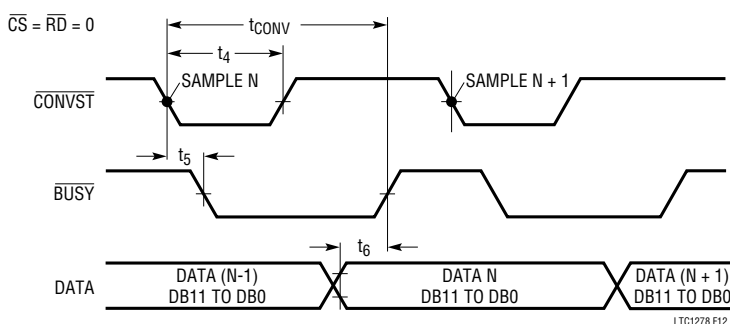 CS = RD = 0
tCONV
t4
SAMPLE N
SAMPLE N + 1
CONVST
t5
BUSY
t6
DATA (N-1)
DB11 TO DB0
DATA N
DB11 TO DB0
DATA (N + 1)
DB11 TO DB0
DATA
LTC1278 F12